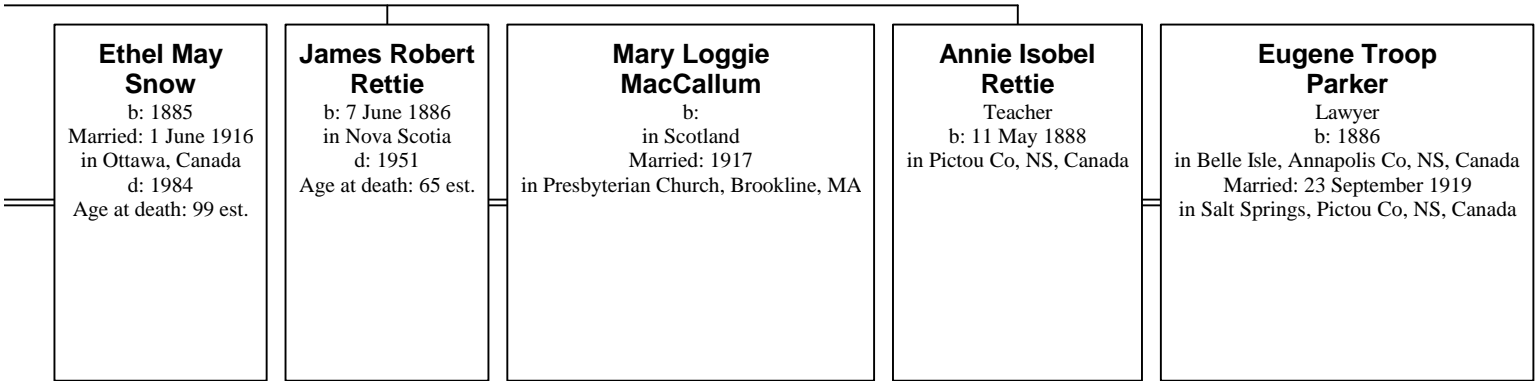 Ethel May
Snow
b: 1885
Married: 1 June 1916
in Ottawa, Canada
d: 1984
Age at death: 99 est.
James Robert
Rettie
b: 7 June 1886
in Nova Scotia
d: 1951
Age at death: 65 est.
Mary Loggie
MacCallum
b:
in Scotland
Married: 1917
in Presbyterian Church, Brookline, MA
Annie Isobel
Rettie
Teacher
b: 11 May 1888
in Pictou Co, NS, Canada
Eugene Troop
Parker
Lawyer
b: 1886
in Belle Isle, Annapolis Co, NS, Canada
Married: 23 September 1919
in Salt Springs, Pictou Co, NS, Canada